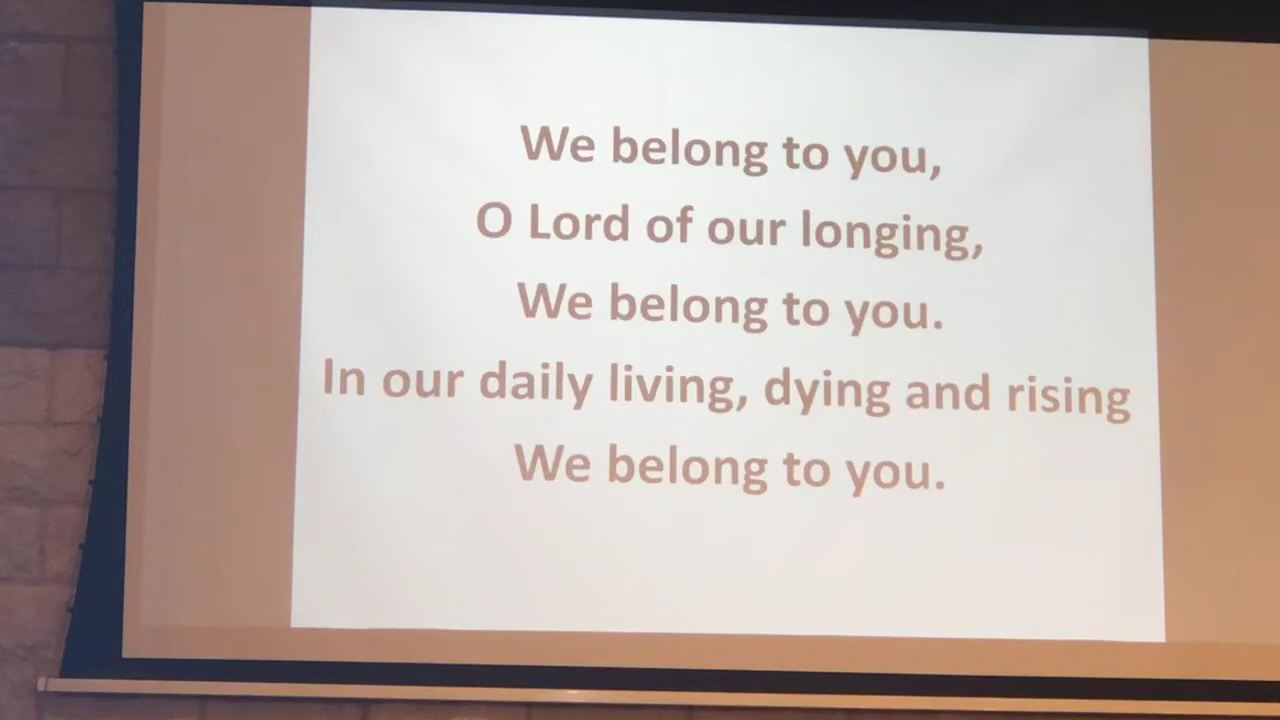 We belong to you,
O Lord of our longing,
We belong to you.
In our daily living, dying and rising
We belong to you.